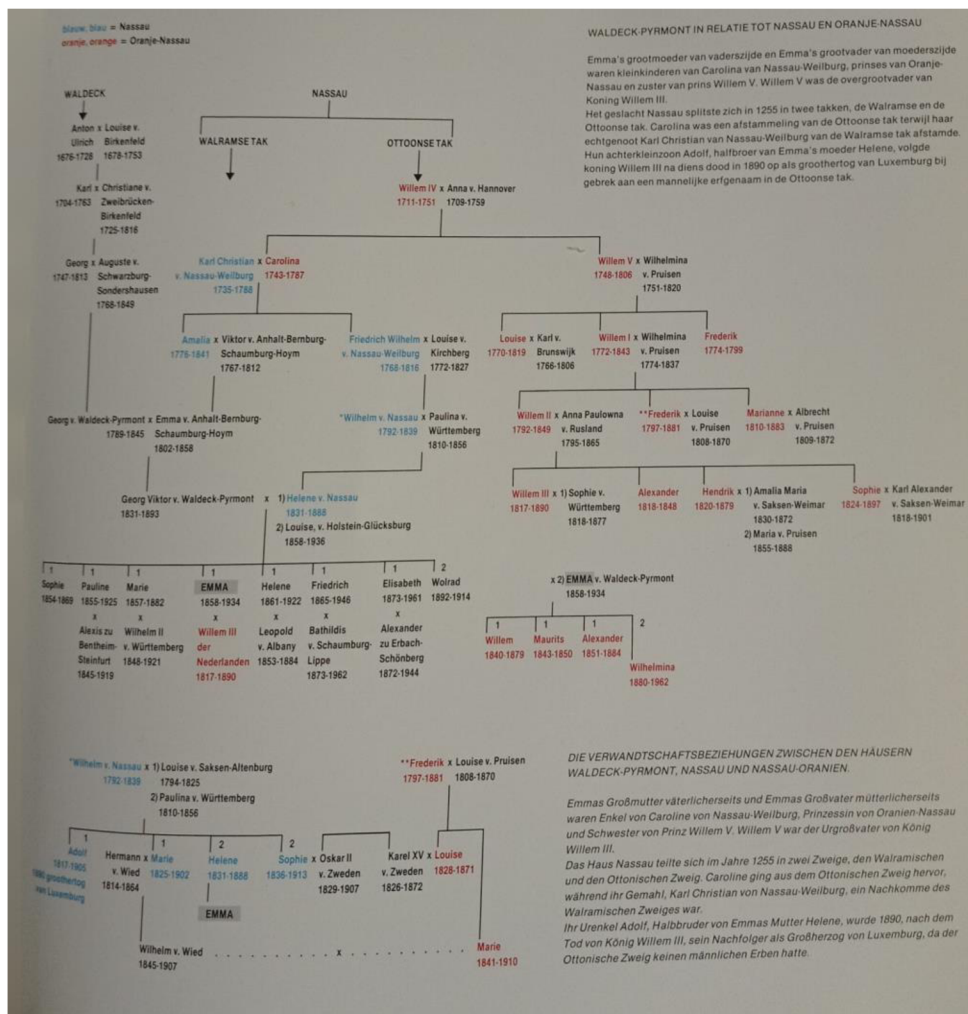 blauw, blau = Nassau
oranje, orange = Oranje-Nassau
WALDECK-PYRMONT IN RELATIE TOT NASSAU EN ORANJE-NASSAU
Emma's grootmoeder van vaderszijde en Emma's grootvader van moederszijde
waren kleinkinderen van Carolina van Nassau-Weilburg, prinses van Oranje-
Nassau en zuster van prins Willem V. Willem V was de overgrootvader van
Koning Willem III.
Het geslacht Nassau splitste zich in 1255 in twee takken, de Walramse en de
Ottoonse tak. Carolina was een afstammeling van de Ottoonse tak terwijl haar
echtgenoot Karl Christian van Nassau-Weilburg van de Walramse tak afstamde.
Hun achterkleinzoon Adolf, halfbroer van Emma's moeder Helene, volgde
koning Willem III na diens dood in 1890 op als groothertog van Luxemburg bij
gebrek aan een mannelijke erfgenaam in de Ottoonse tak.
WALDECK
NASSAU
Anton x Louise v.
Ulrich Birkenfeld
1676-1728 1678-1753
WALRAMSE TAK
OTTOONSE TAK
Karl x Christiane v.
1704-1763 Zweibrücken-
Birkenfeld
1725-1816
Willem IV x Anna v. Hannover
1711-1751 1709-1759
Georg x Auguste v.
1747-1813 Schwarzburg-
Sondershausen
1768-1849
Karl Christian x Carolina
v. Nassau-Weilburg 1743-1787
1735-1788
Willem V x Wilhelmina
1748-1806 v. Pruisen
1751-1820
Amalia x Viktor v. Anhalt-Bernburg-
1776-1841 Schaumburg-Hoym
1767-1812
Friedrich Wilhelm x Louise v.
v. Nassau-Weilburg Kirchberg
1768-1816 1772-1827
Louise x Karl v.
1770-1819 Brunswijk
1766-1806
Willem I x Wilhelmina
1772-1843 v. Pruisen
1774-1837
Frederik
1774-1799
Georg v. Waldeck-Pyrmont x Emma v. Anhalt-Bernburg-
1789-1845 Schaumburg-Hoym
1802-1858
*Wilhelm v. Nassau x Paulina v.
1792-1839 Württemberg
1810-1856
Willem II x Anna Paulowna
1792-1849 v. Rusland
1795-1865
**Frederik x Louise
1797-1881 v. Pruisen
1808-1870
Marianne x Albrecht
1810-1883 v. Pruisen
1809-1872
Georg Viktor v. Waldeck-Pyrmont x 1) Helene v. Nassau
1831-1893 1831-1888
2) Louise, v. Holstein-Glücksburg
1858-1936
Willem III x 1) Sophie v.
1817-1890 Württemberg
1818-1877
Alexander
1818-1848
Hendrik x 1) Amalia Maria
1820-1879 v. Saksen-Weimar
1830-1872
2) Maria v. Pruisen
1855-1888
Sophie x Karl Alexander
1824-1897 v. Saksen-Weimar
1818-1901
1 1 1 1 1 1 1 2
Sophie
1854-1869
Pauline
1855-1925
x
Alexis zu
Bentheim-
Steinfurt
1845-1919
Marie
1857-1882
x
Wilhelm II
v. Württemberg
1848-1921
EMMA
1858-1934
x
Willem III
der
Nederlanden
1817-1890
Helene
1861-1922
x
Leopold
v. Albany
1853-1884
Friedrich
1865-1946
x
Bathildis
v. Schaumburg-
Lippe
1873-1962
Elisabeth
1873-1961
x
Alexander
zu Erbach-
Schönberg
1872-1944
Wolrad
1892-1914
x 2) EMMA v. Waldeck-Pyrmont
1858-1934
1 1 1 2
Willem
1840-1879
Maurits
1843-1850
Alexander
1851-1884
Wilhelmina
1880-1962
*Wilhelm v. Nassau x 1) Louise v. Saksen-Altenburg
1792-1839 1794-1825
2) Paulina v. Württemberg
1810-1856
**Frederik x Louise v. Pruisen
1797-1881 1808-1870
1 1 2 2
Adolf
1817-1905
1890 groothertog
van Luxemburg
Hermann x Marie
v. Wied 1825-1902
1814-1864
Helene
1831-1888
EMMA
Sophie x Oskar II
1836-1913 v. Zweden
1829-1907
Karel XV x Louise
v. Zweden 1828-1871
1826-1872
Wilhelm v. Wied . . . . . . . . . . . . . x . . . . . . . . . . . . Marie
1845-1907 1841-1910
DIE VERWANDTSCHAFTSBEZIEHUNGEN ZWISCHEN DEN HÄUSERN
WALDECK-PYRMONT, NASSAU UND NASSAU-ORANIEN.
Emmas Großmutter väterlicherseits und Emmas Großvater mütterlicherseits
waren Enkel von Caroline von Nassau-Weilburg, Prinzessin von Oranien-Nassau
und Schwester von Prinz Willem V. Willem V war der Urgroßvater von König
Willem III.
Das Haus Nassau teilte sich im Jahre 1255 in zwei Zweige, den Walramischen
und den Ottonischen Zweig. Caroline ging aus dem Ottonischen Zweig hervor,
während ihr Gemahl, Karl Christian von Nassau-Weilburg, ein Nachkomme des
Walramischen Zweiges war.
Ihr Urenkel Adolf, Halbbruder von Emmas Mutter Helene, wurde 1890, nach dem
Tod von König Willem III, sein Nachfolger als Großherzog von Luxemburg, da der
Ottonische Zweig keinen männlichen Erben hatte.